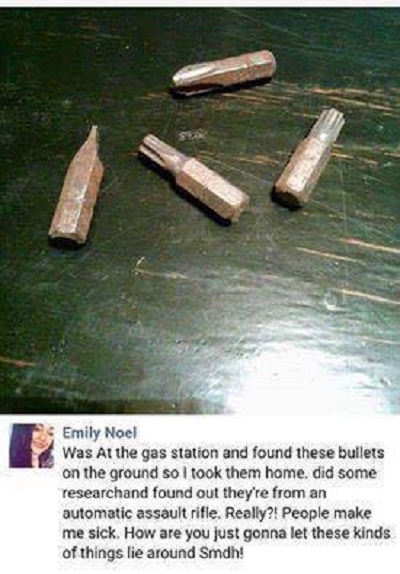 Emily Noel
Was At the gas station and found these bullets
on the ground so I took them home. did some
researchand found out they're from an
automatic assault rifle. Really?! People make
me sick. How are you just gonna let these kinds
of things lie around Smdh!